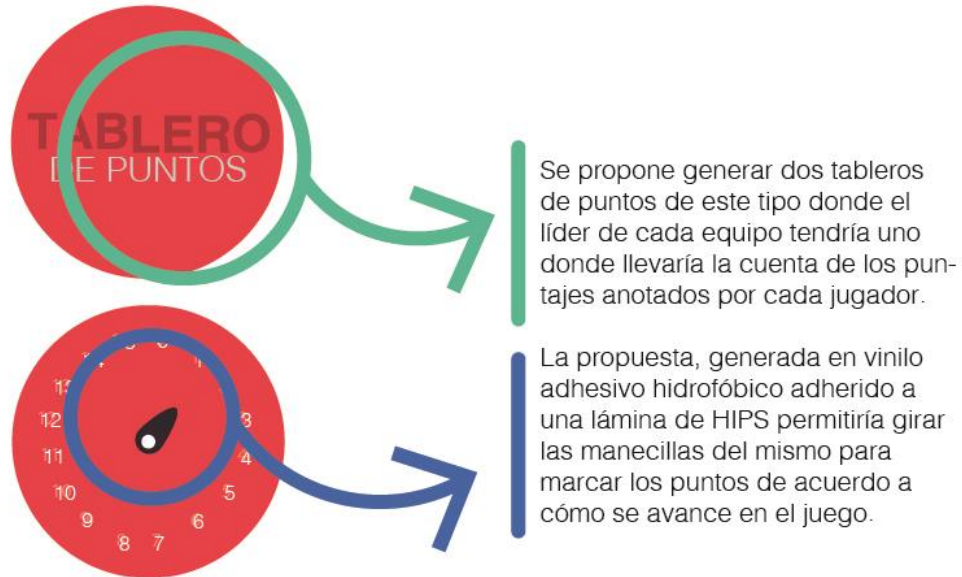 TABLERO
DE PUNTOS
Se propone generar dos tableros
de puntos de este tipo donde el
líder de cada equipo tendría uno
donde llevaría la cuenta de los pun-
tajes anotados por cada jugador.
12
11
10
9
8
7
6
5
4
3
La propuesta, generada en vinilo
adhesivo hidrofóbico adherido a
una lámina de HIPS permitiría girar
las manecillas del mismo para
marcar los puntos de acuerdo a
cómo se avance en el juego.